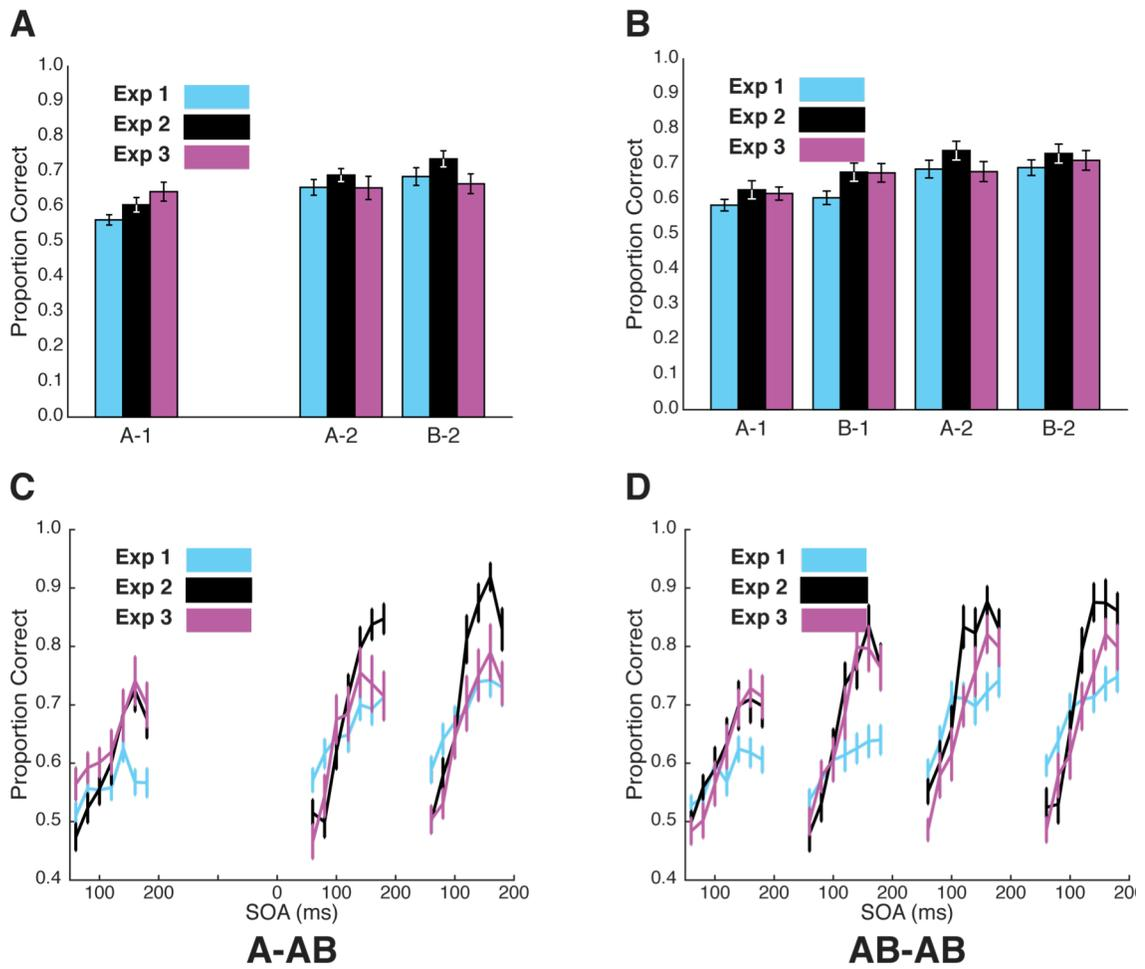 A
B
Proportion Correct
1.0
0.9
0.8
0.7
0.6
0.5
0.4
0.3
0.2
0.1
0.0
Exp 1
Exp 2
Exp 3
A-1
A-2
B-2
Proportion Correct
1.0
0.9
0.8
0.7
0.6
0.5
0.4
0.3
0.2
0.1
0.0
Exp 1
Exp 2
Exp 3
A-1
B-1
A-2
B-2
C
D
Proportion Correct
1.0
0.9
0.8
0.7
0.6
0.5
0.4
Exp 1
Exp 2
Exp 3
100 200 0 100 200 100 200
SOA (ms)
A-AB
Proportion Correct
1.0
0.9
0.8
0.7
0.6
0.5
0.4
Exp 1
Exp 2
Exp 3
100 200 100 200 100 200 100
SOA (ms)
AB-AB